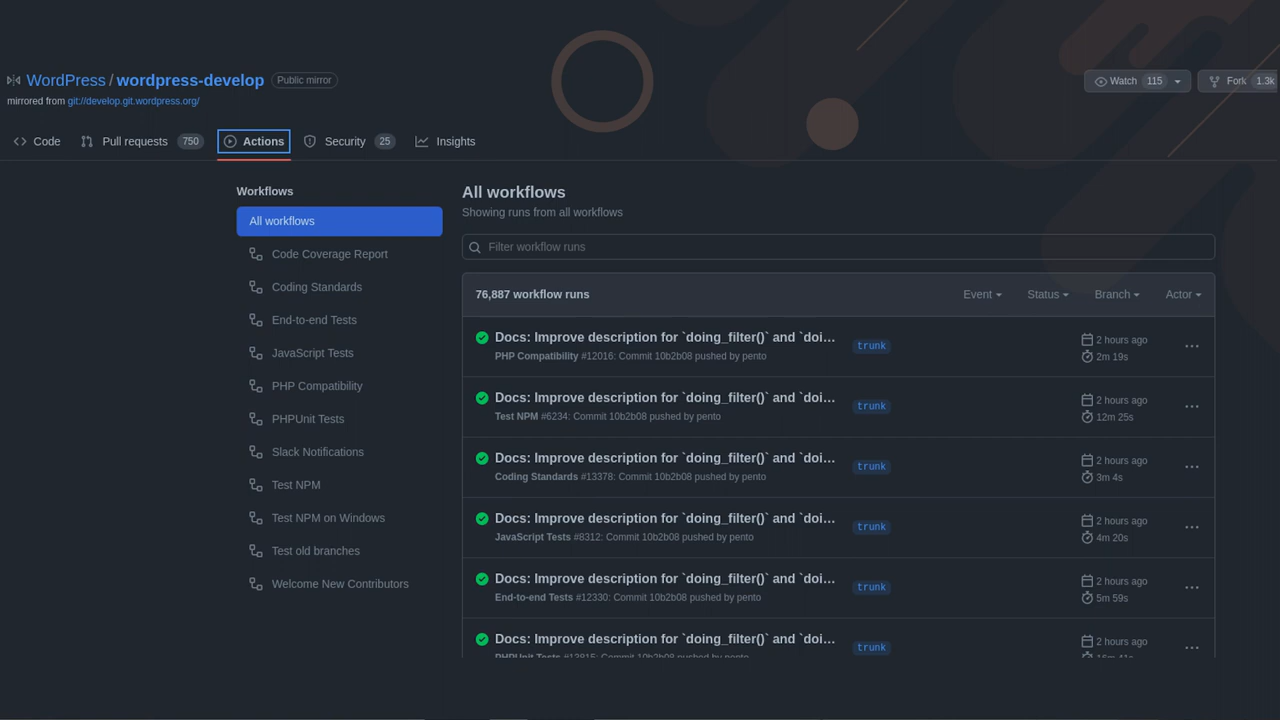 WordPress / wordpress-develop Public mirror
Watch 115
Fork 1.3k
mirrored from git://develop.git.wordpress.org/
Code
Pull requests 750
Actions
Security 25
Insights
Workflows
All workflows
Code Coverage Report
Coding Standards
End-to-end Tests
JavaScript Tests
PHP Compatibility
PHPUnit Tests
Slack Notifications
Test NPM
Test NPM on Windows
Test old branches
Welcome New Contributors
All workflows
Showing runs from all workflows
Filter workflow runs
76,887 workflow runs
Event
Status
Branch
Actor
Docs: Improve description for `doing_filter()` and `doi…
PHP Compatibility #12016: Commit 10b2b08 pushed by pento
trunk
2 hours ago
2m 19s
Docs: Improve description for `doing_filter()` and `doi…
Test NPM #6234: Commit 10b2b08 pushed by pento
trunk
2 hours ago
12m 25s
Docs: Improve description for `doing_filter()` and `doi…
Coding Standards #13378: Commit 10b2b08 pushed by pento
trunk
2 hours ago
3m 4s
Docs: Improve description for `doing_filter()` and `doi…
JavaScript Tests #8312: Commit 10b2b08 pushed by pento
trunk
2 hours ago
4m 20s
Docs: Improve description for `doing_filter()` and `doi…
End-to-end Tests #12330: Commit 10b2b08 pushed by pento
trunk
2 hours ago
5m 59s
Docs: Improve description for `doing_filter()` and `doi…
PHPUnit Tests #13815: Commit 10b2b08 pushed by pento
trunk
2 hours ago
16m 41s